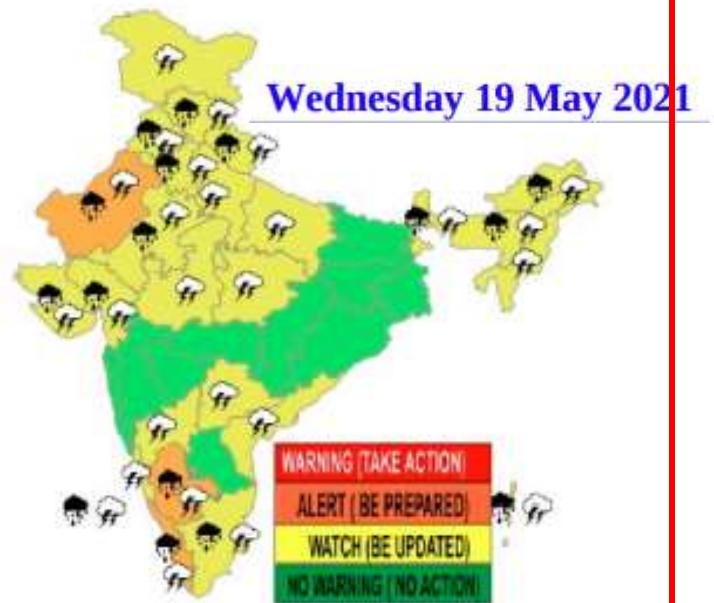 Wednesday 19 May 2021
WARNING (TAKE ACTION)
ALERT ( BE PREPARED)
WATCH (BE UPDATED)
NO WARNING ( NO ACTION)